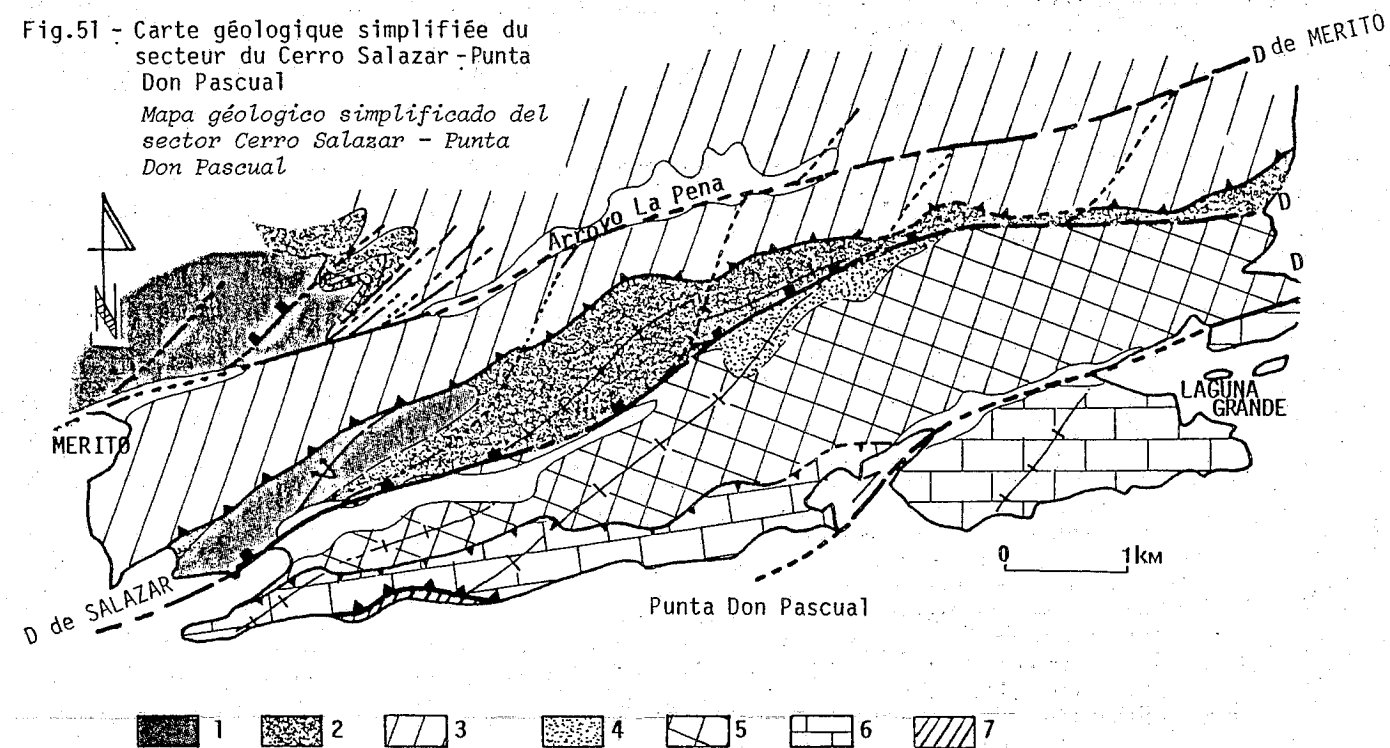 Fig.51 - Carte géologique simplifiée du
secteur du Cerro Salazar - Punta
Don Pascual
Mapa géologico simplificado del
sector Cerro Salazar - Punta
Don Pascual
D de MERITO
Arroyo La Pena
N
D
D
MERITO
LAGUNA
GRANDE
0 1KM
D de SALAZAR
Punta Don Pascual
1 2 3 4 5 6 7